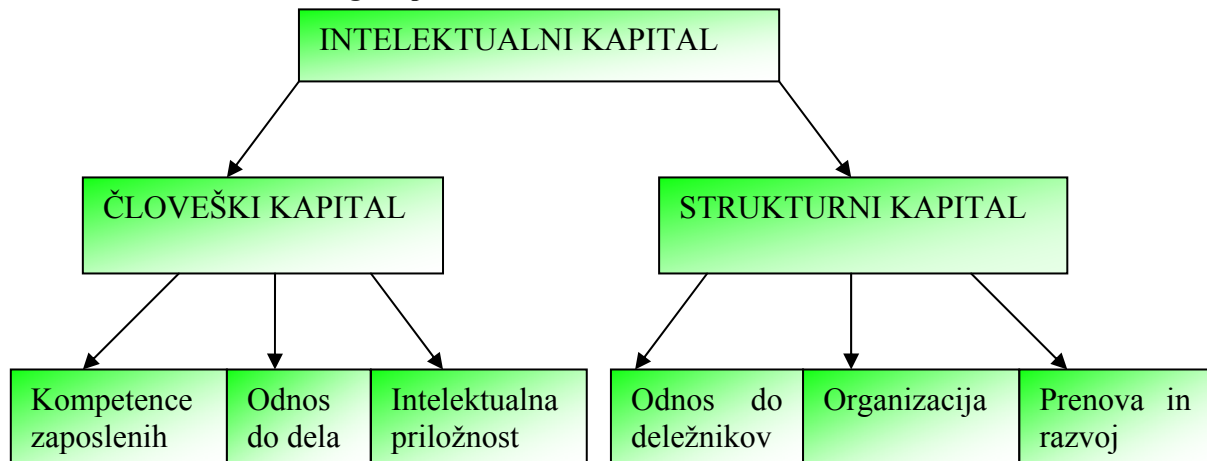 INTELEKTUALNI KAPITAL
ČLOVEŠKI KAPITAL
STRUKTURNI KAPITAL
Kompetence
zaposlenih
Odnos
do dela
Intelektualna
priložnost
Odnos do
deležnikov
Organizacija
Prenova in
razvoj